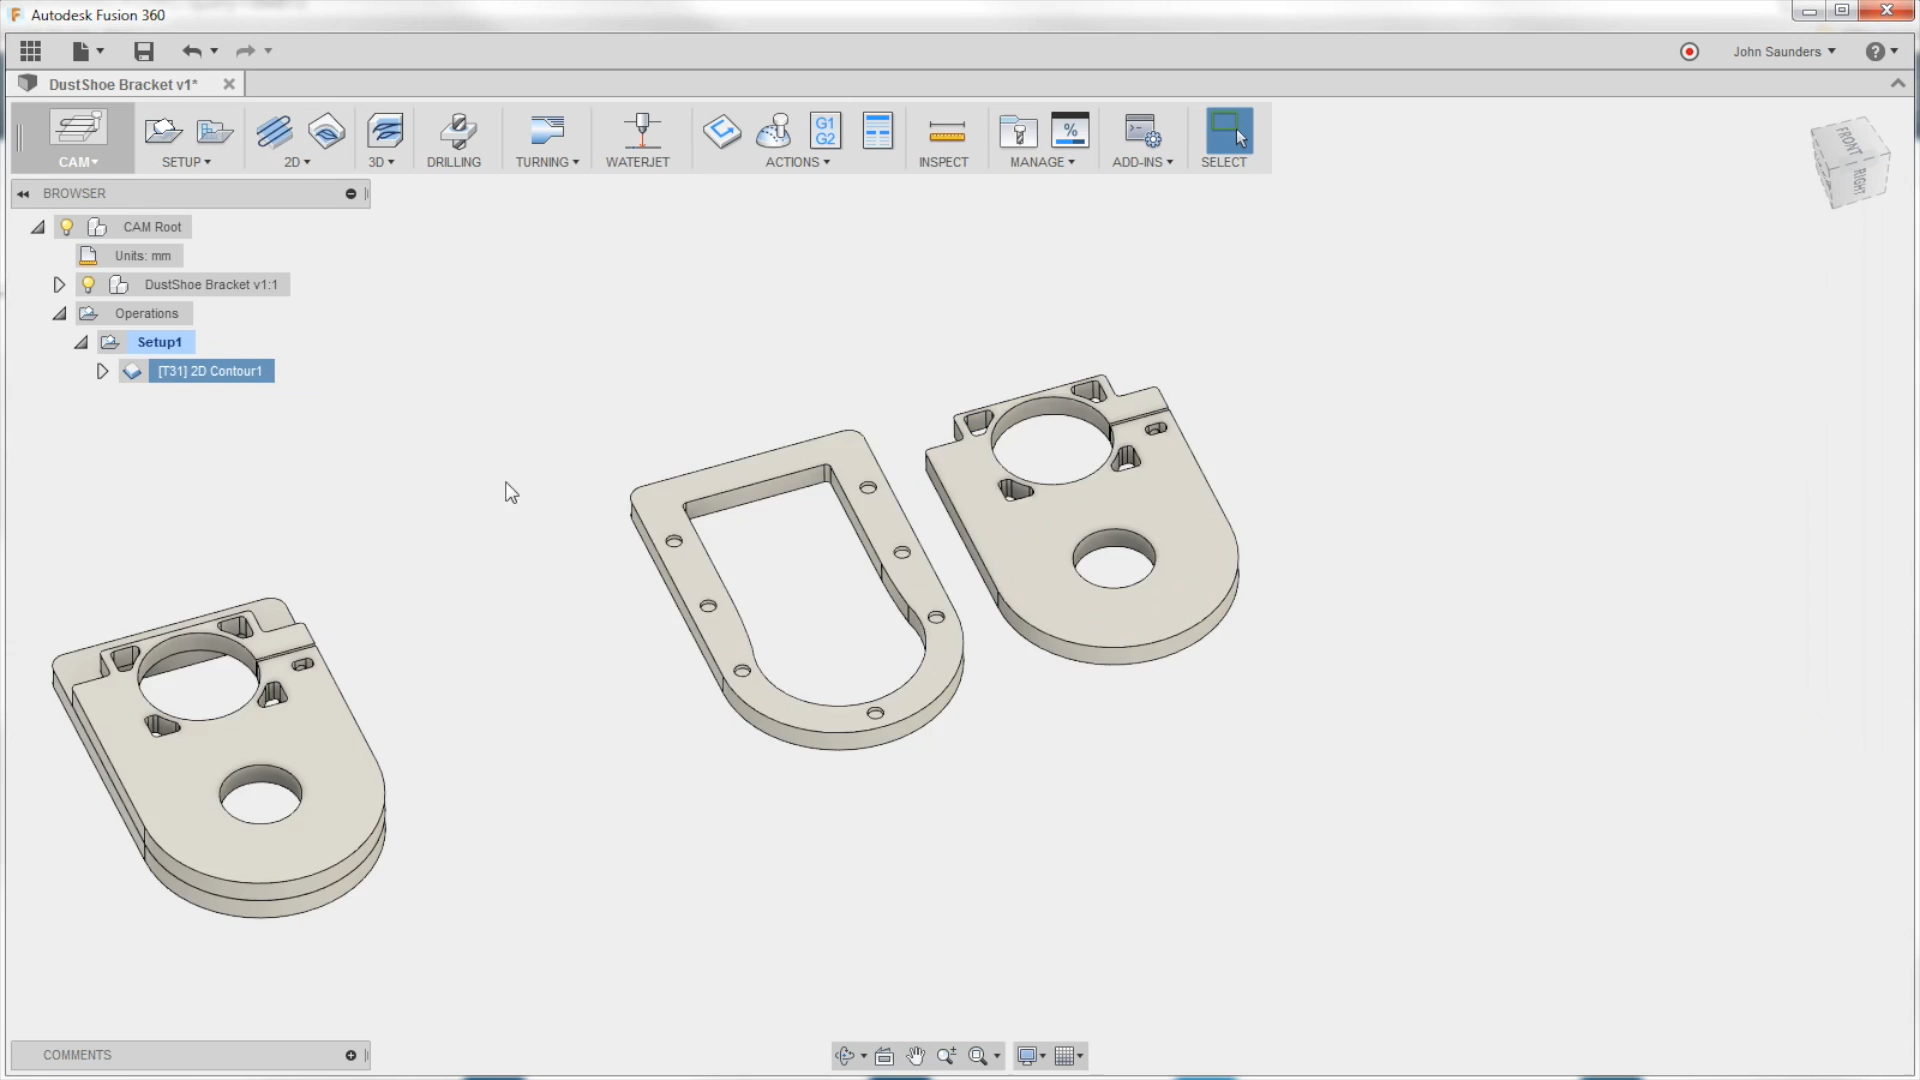 Autodesk Fusion 360
John Saunders
DustShoe Bracket v1*
G1
G2
%
CAM
SETUP
2D
3D
DRILLING
TURNING
WATERJET
ACTIONS
INSPECT
MANAGE
ADD-INS
SELECT
FRONT
RIGHT
BROWSER
CAM Root
Units: mm
DustShoe Bracket v1:1
Operations
Setup1
[T31] 2D Contour1
COMMENTS